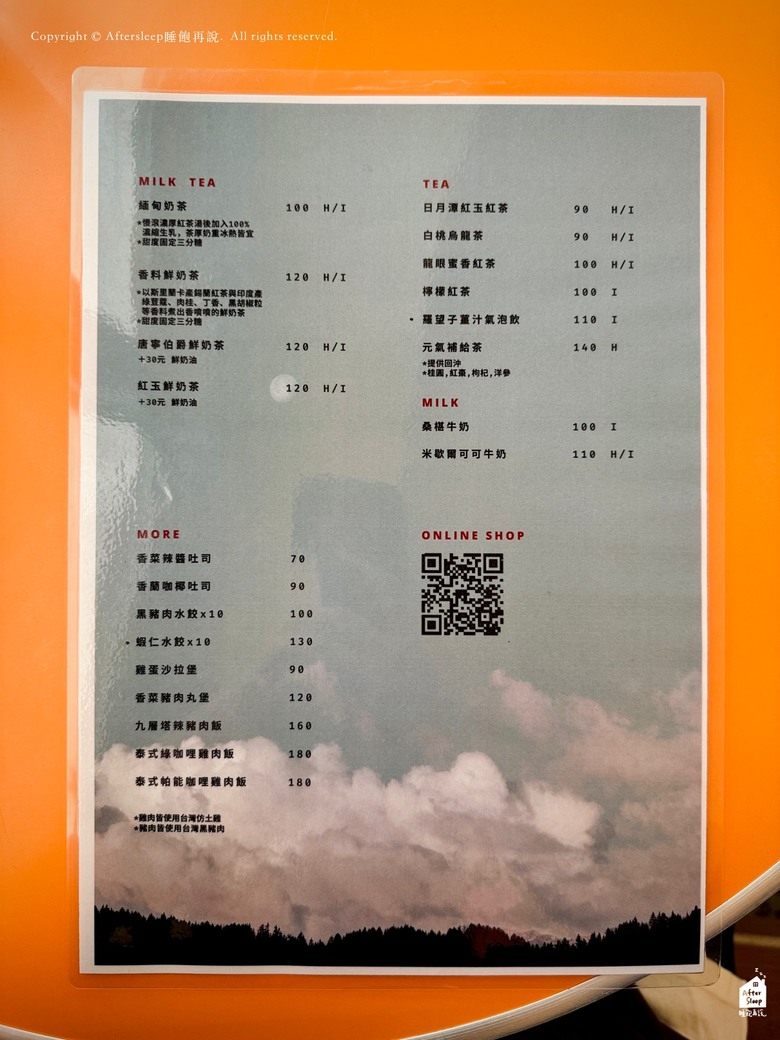 Copyright © Aftersleep睡飽再說. All rights reserved.
MILK TEA
緬甸奶茶 100 H/I
*慢滾濃厚紅茶湯後加入100%
濃縮生乳，茶厚奶重冰熱皆宜
*甜度固定三分糖
香料鮮奶茶 120 H/I
*以斯里蘭卡產錫蘭紅茶與印度產
綠荳蔻、肉桂、丁香、黑胡椒粒
等香料煮出香噴噴的鮮奶茶
*甜度固定三分糖
唐寧伯爵鮮奶茶 120 H/I
+30元 鮮奶油
紅玉鮮奶茶 120 H/I
+30元 鮮奶油
TEA
日月潭紅玉紅茶 90 H/I
白桃烏龍茶 90 H/I
龍眼蜜香紅茶 100 H/I
檸檬紅茶 100 I
羅望子薑汁氣泡飲 110 I
元氣補給茶 140 H
*提供回沖
*桂圓,紅棗,枸杞,洋參
MILK
桑椹牛奶 100 I
米歇爾可可牛奶 110 H/I
MORE
香菜辣醬吐司 70
香蘭咖椰吐司 90
黑豬肉水餃x10 100
蝦仁水餃x10 130
雞蛋沙拉堡 90
香菜豬肉丸堡 120
九層塔辣豬肉飯 160
泰式綠咖哩雞肉飯 180
泰式帕能咖哩雞肉飯 180
*雞肉皆使用台灣仿土雞
*豬肉皆使用台灣黑豬肉
ONLINE SHOP
After
Sleep
睡飽再說